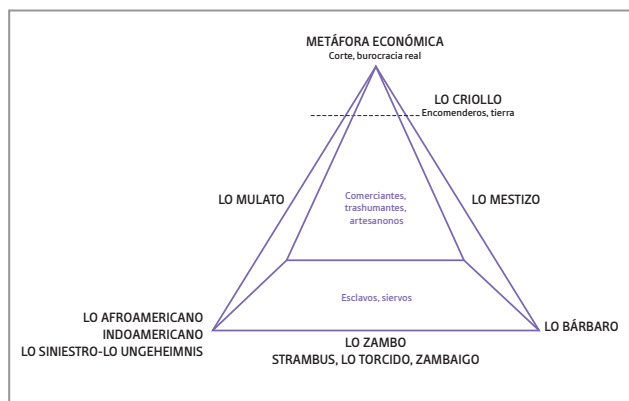 METÁFORA ECONÓMICA
Corte, burocracia real
LO CRIOLLO
Encomenderos, tierra
LO MULATO
Comerciantes,
trashumantes,
artesanonos
LO MESTIZO
Esclavos, siervos
LO AFROAMERICANO
INDOAMERICANO
LO SINIESTRO-LO UNGEHEIMNIS
LO BÁRBARO
LO ZAMBO
STRAMBUS, LO TORCIDO, ZAMBAIGO